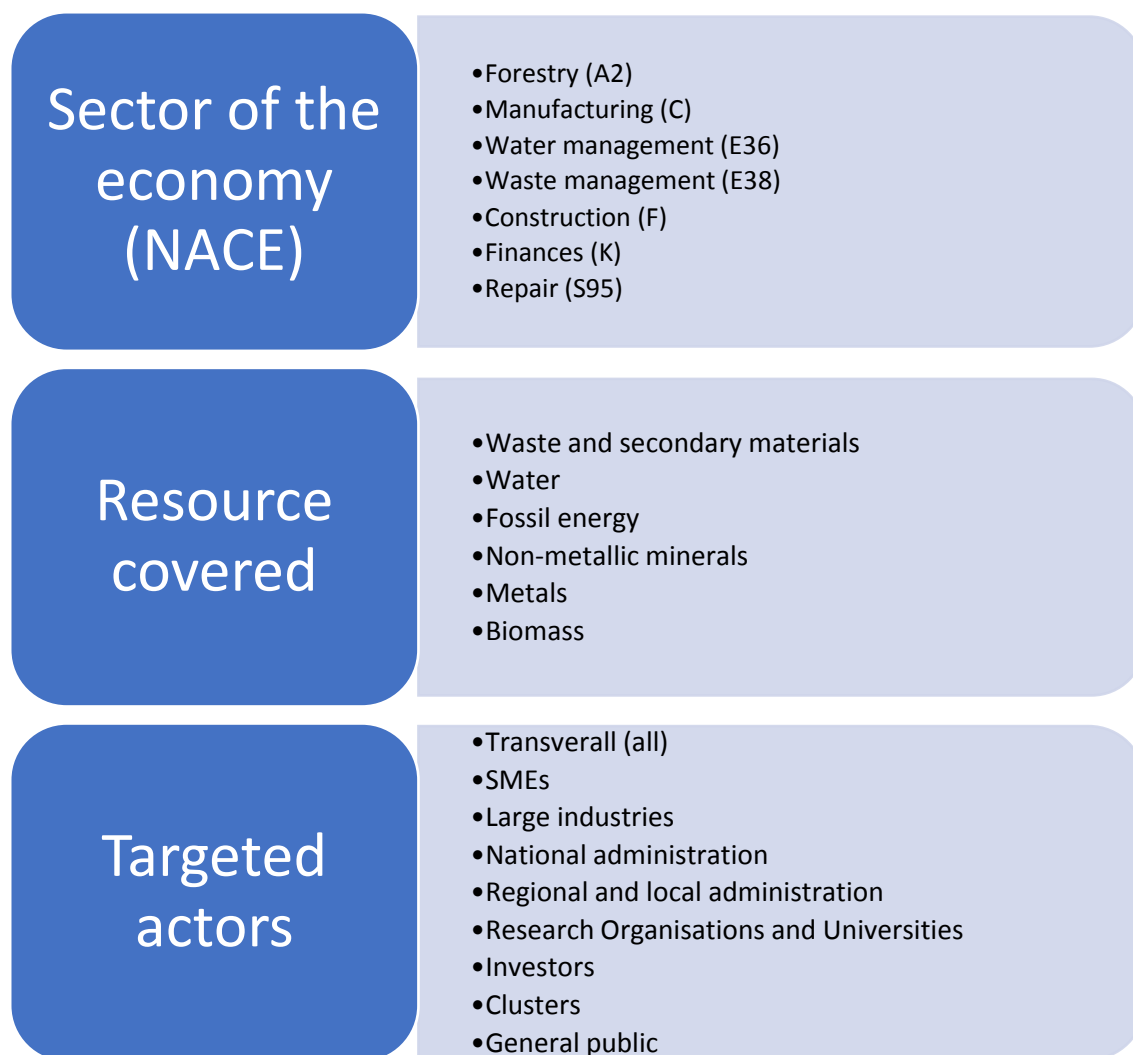 Sector of the
economy
(NACE)
•Forestry (A2)
•Manufacturing (C)
•Water management (E36)
•Waste management (E38)
•Construction (F)
•Finances (K)
•Repair (S95)
Resource
covered
•Waste and secondary materials
•Water
•Fossil energy
•Non-metallic minerals
•Metals
•Biomass
Targeted
actors
•Transverall (all)
•SMEs
•Large industries
•National administration
•Regional and local administration
•Research Organisations and Universities
•Investors
•Clusters
•General public